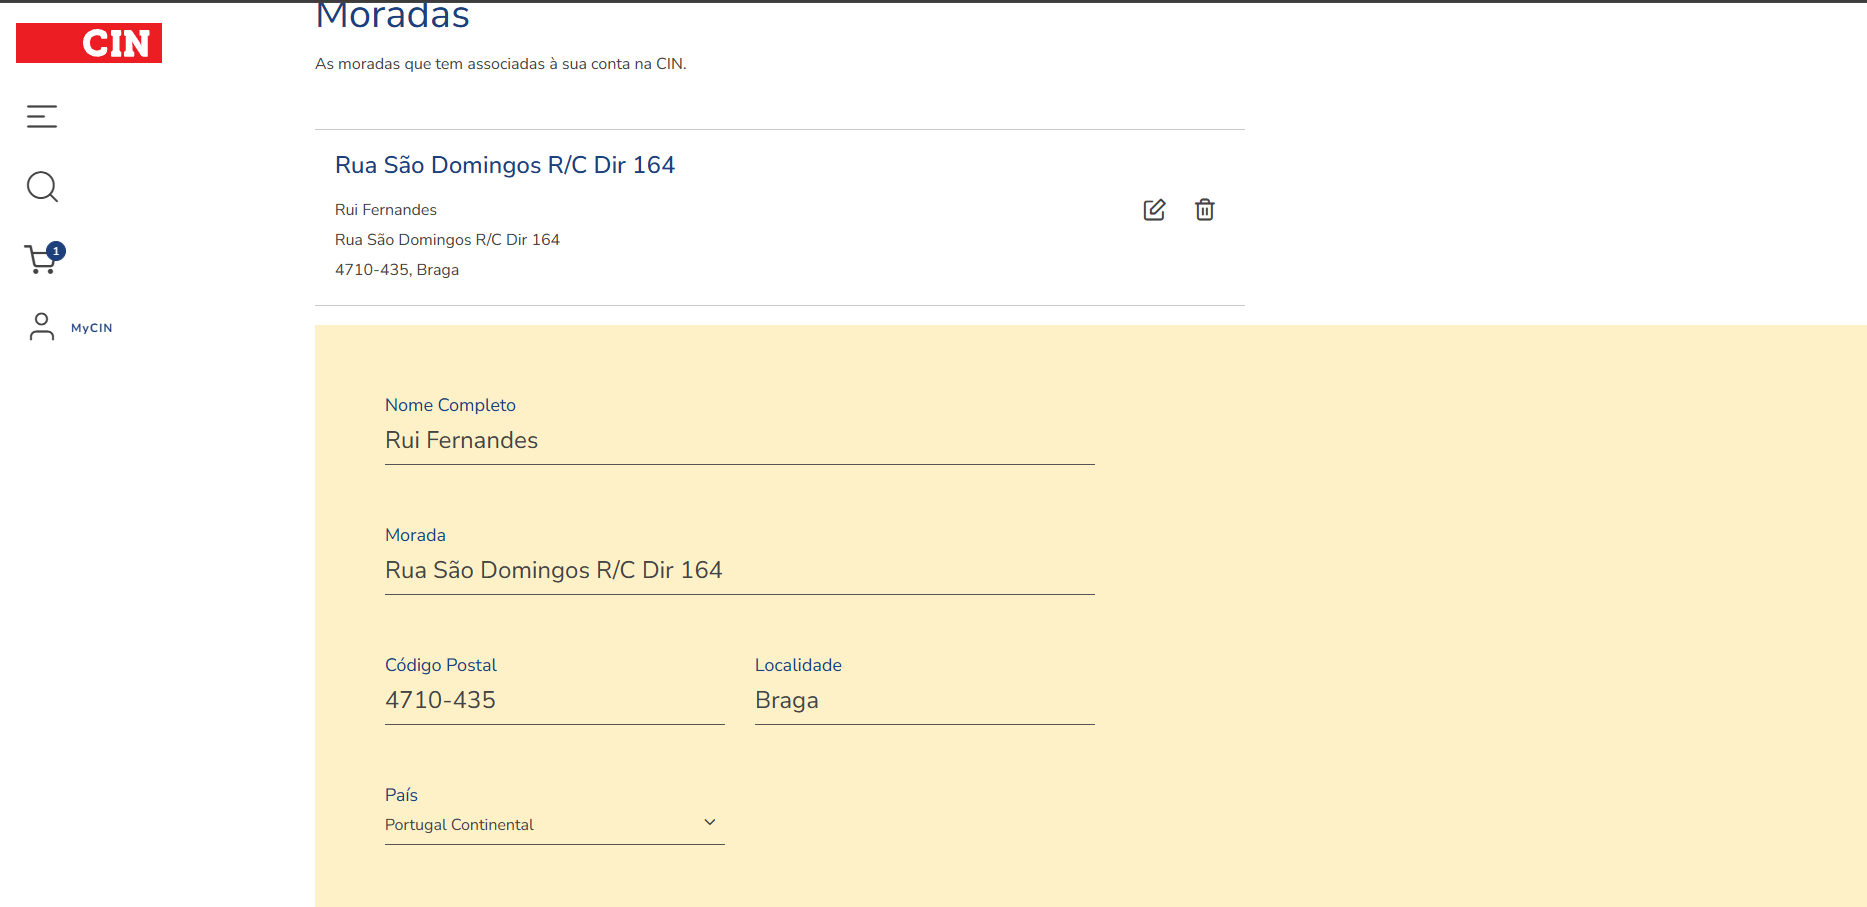 Moradas
CIN
As moradas que tem associadas à sua conta na CIN.
Rua São Domingos R/C Dir 164
Rui Fernandes
Rua São Domingos R/C Dir 164
1
4710-435, Braga
MyCIN
Nome Completo
Rui Fernandes
Morada
Rua São Domingos R/C Dir 164
Código Postal
Localidade
4710-435
Braga
País
Portugal Continental